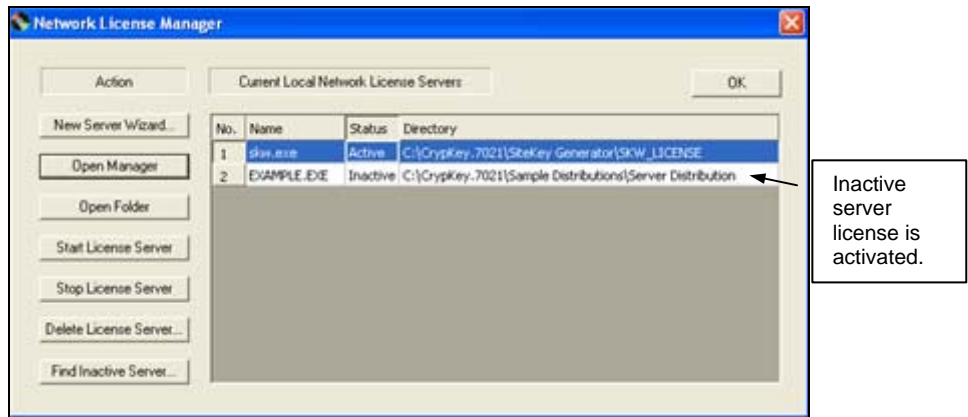 Network License Manager
Action
Current Local Network License Servers
OK
New Server Wizard...
Open Manager
Open Folder
Start License Server
Stop License Server
Delete License Server...
Find Inactive Server...
No. Name Status Directory
1 skw.exe Active C:\CrypKey.7021\SiteKey Generator\SKW_LICENSE
2 EXAMPLE.EXE Inactive C:\CrypKey.7021\Sample Distributions\Server Distribution
Inactive
server
license is
activated.